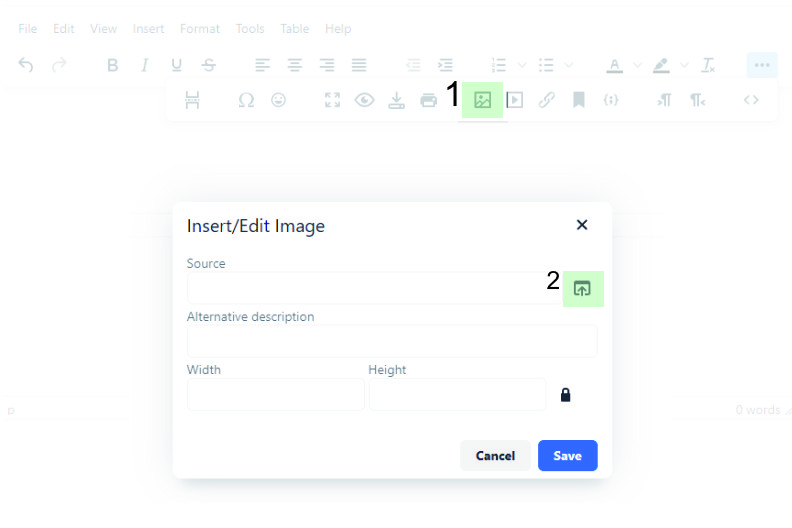 File Edit View Insert Format Tools Table Help
B I U S A
1
Insert/Edit Image
Source
2
Alternative description
Width Height
p 0 words
Cancel Save